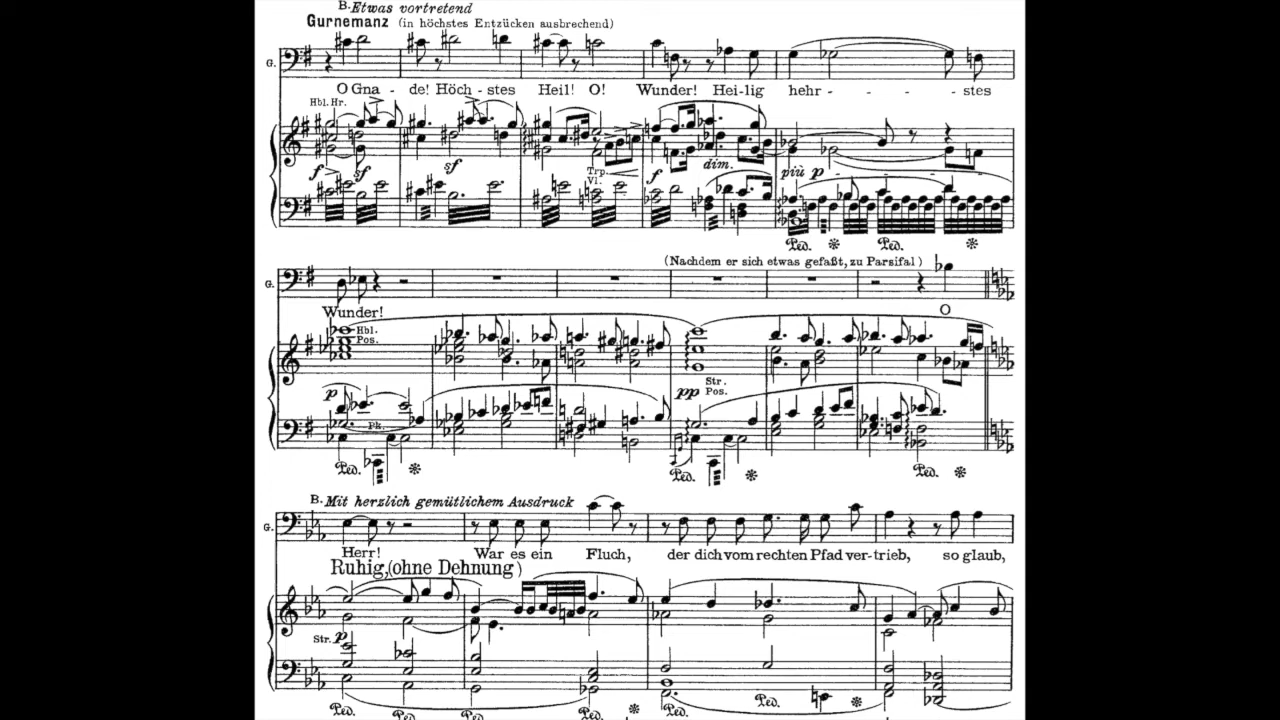 B. Etwas vortretend
Gurnemanz (in höchstes Entzücken ausbrechend)
G.
O Gna - de! Höch - stes Heil! O! Wunder! Hei-lig hehr - - - - stes
Hbl. Hr.
f > sf sf Trp. Vl. f dim. più p
Ped. * Ped. *
(Nachdem er sich etwas gefaßt, zu Parsifal)
G.
Wunder! O
Hbl.
Pos.
p Pk. pp Str. Pos.
Ped. * Ped. * Ped. *
B. Mit herzlich gemütlichem Ausdruck
G.
Herr! War es ein Fluch, der dich vom rechten Pfad ver-trieb, so glaub,
Ruhig, (ohne Dehnung)
Str. p
Ped. Ped. Ped. Ped. * Ped. Ped. * Ped. Ped.